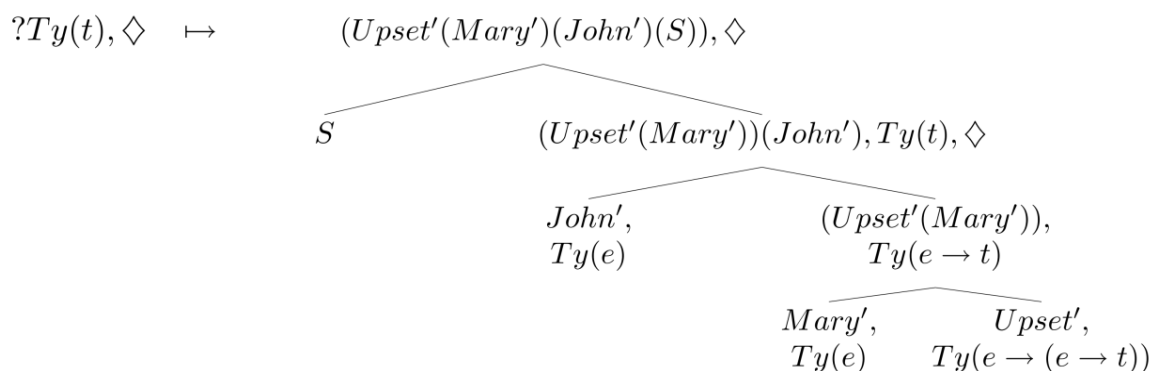 ?Ty(t), ♢ ↦ (Upset′(Mary′)(John′)(S)), ♢
S (Upset′(Mary′))(John′), Ty(t), ♢
John′, (Upset′(Mary′)),
Ty(e) Ty(e → t)
Mary′, Upset′,
Ty(e) Ty(e → (e → t))